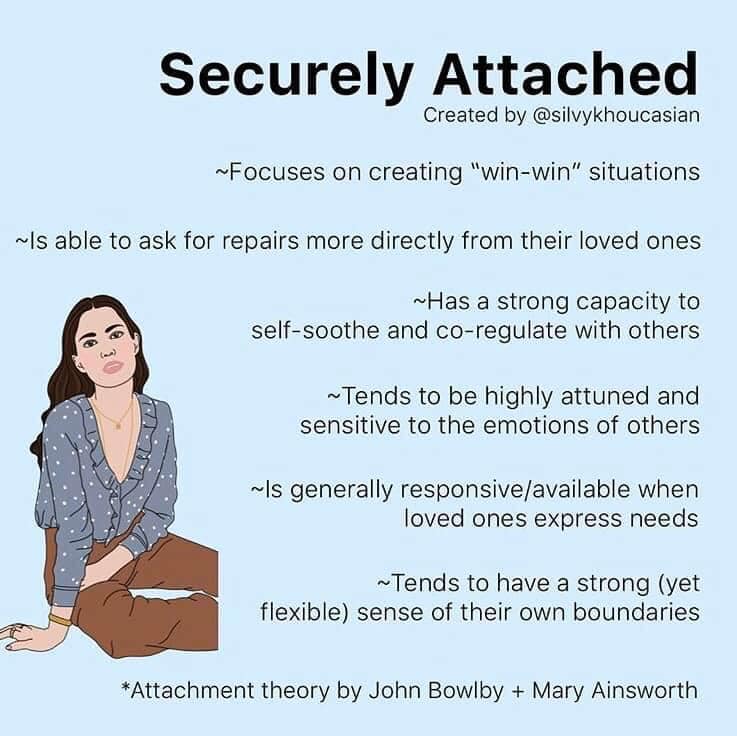 Securely Attached
Created by @silvykhoucasian
~Focuses on creating "win-win" situations
~Is able to ask for repairs more directly from their loved ones
~Has a strong capacity to
self-soothe and co-regulate with others
~Tends to be highly attuned and
sensitive to the emotions of others
~Is generally responsive/available when
loved ones express needs
~Tends to have a strong (yet
flexible) sense of their own boundaries
*Attachment theory by John Bowlby + Mary Ainsworth